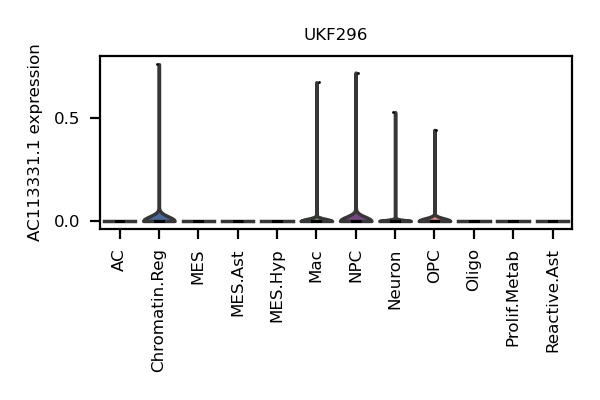 UKF296
AC113331.1 expression
0.5
0.0
AC
Chromatin.Reg
MES
MES.Ast
MES.Hyp
Mac
NPC
Neuron
OPC
Oligo
Prolif.Metab
Reactive.Ast